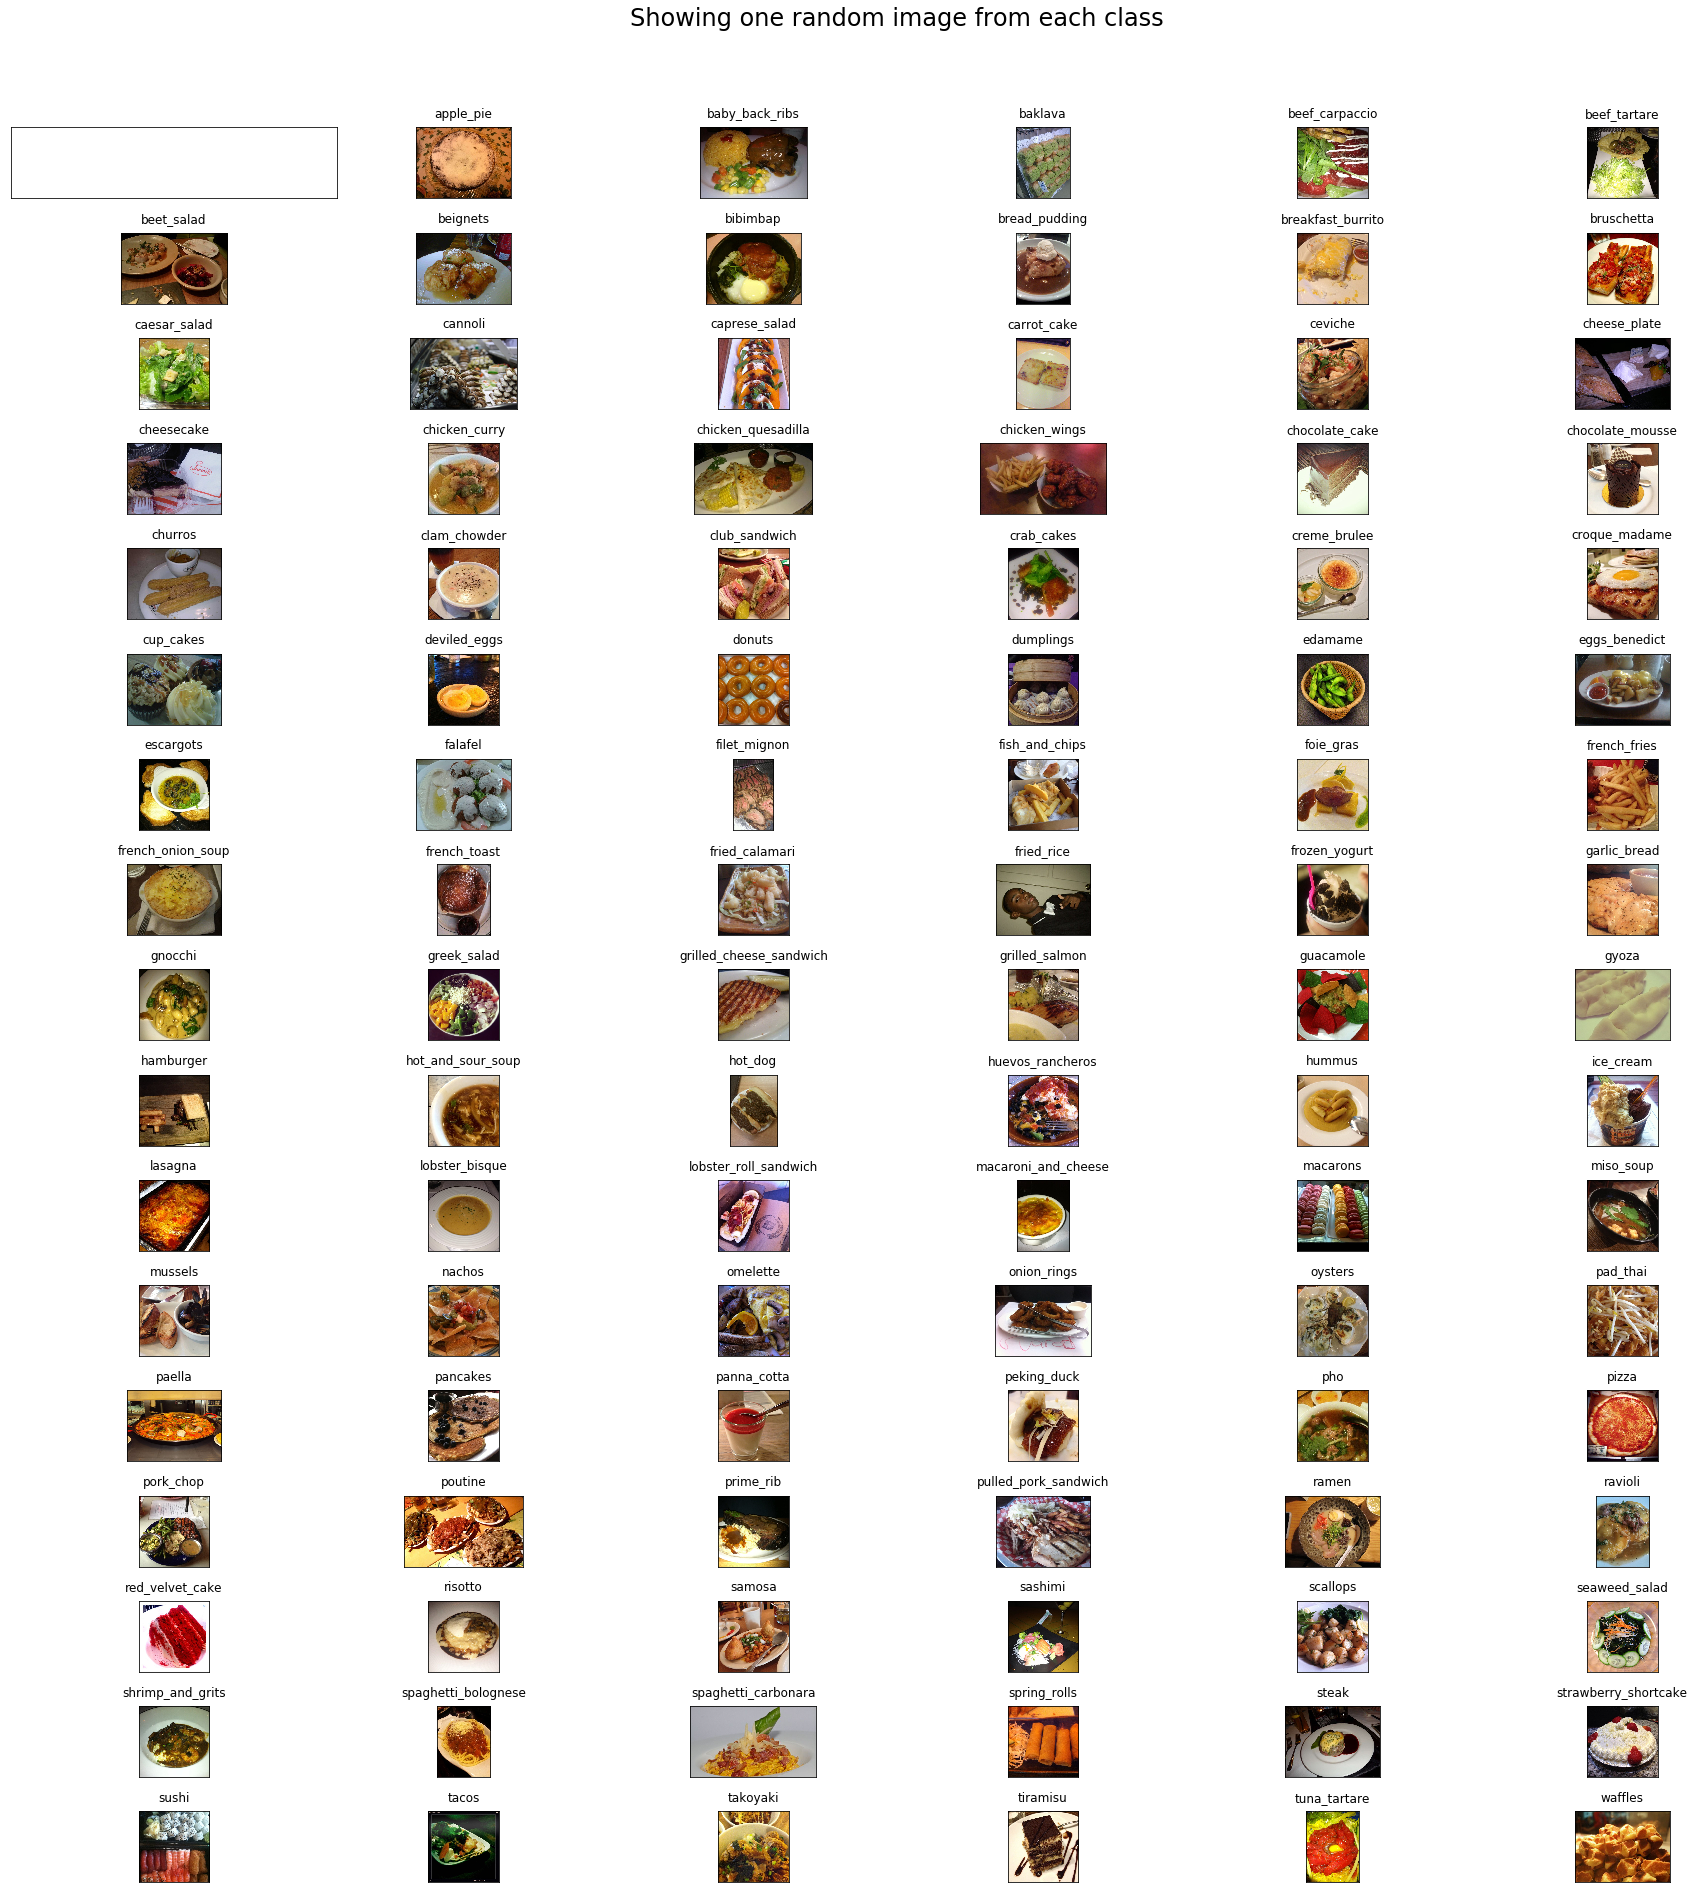 Showing one random image from each class
apple_pie
baby_back_ribs
baklava
beef_carpaccio
beef_tartare
beet_salad
beignets
bibimbap
bread_pudding
breakfast_burrito
bruschetta
caesar_salad
cannoli
caprese_salad
carrot_cake
ceviche
cheese_plate
cheesecake
chicken_curry
chicken_quesadilla
chicken_wings
chocolate_cake
chocolate_mousse
churros
clam_chowder
club_sandwich
crab_cakes
creme_brulee
croque_madame
cup_cakes
deviled_eggs
donuts
dumplings
edamame
eggs_benedict
escargots
falafel
filet_mignon
fish_and_chips
foie_gras
french_fries
french_onion_soup
french_toast
fried_calamari
fried_rice
frozen_yogurt
garlic_bread
gnocchi
greek_salad
grilled_cheese_sandwich
grilled_salmon
guacamole
gyoza
hamburger
hot_and_sour_soup
hot_dog
huevos_rancheros
hummus
ice_cream
lasagna
lobster_bisque
lobster_roll_sandwich
macaroni_and_cheese
macarons
miso_soup
mussels
nachos
omelette
onion_rings
oysters
pad_thai
paella
pancakes
panna_cotta
peking_duck
pho
pizza
pork_chop
poutine
prime_rib
pulled_pork_sandwich
ramen
ravioli
red_velvet_cake
risotto
samosa
sashimi
scallops
seaweed_salad
shrimp_and_grits
spaghetti_bolognese
spaghetti_carbonara
spring_rolls
steak
strawberry_shortcake
sushi
tacos
takoyaki
tiramisu
tuna_tartare
waffles